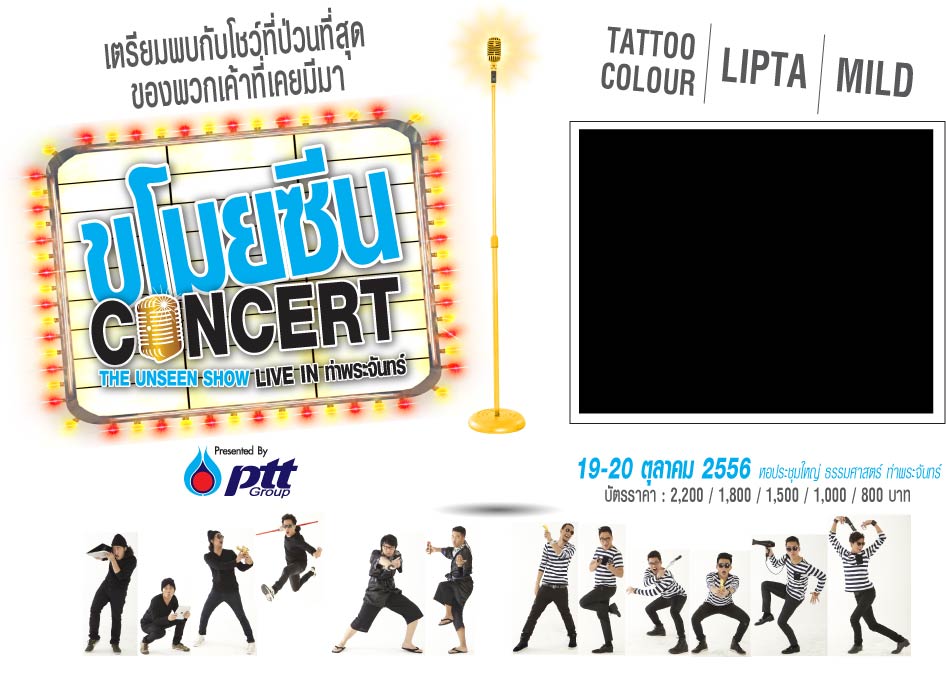 เตรียมพบกับโชว์ที่ป่วนที่สุด
ของพวกเค้าที่เคยมีมา
ขโมยซีน
CONCERT
THE UNSEEN SHOW LIVE IN ท่าพระจันทร์
Presented By
ptt
Group
TATTOO
COLOUR
LIPTA
MILD
19-20 ตุลาคม 2556 หอประชุมใหญ่ ธรรมศาสตร์ ท่าพระจันทร์
บัตรราคา : 2,200 / 1,800 / 1,500 / 1,000 / 800 บาท